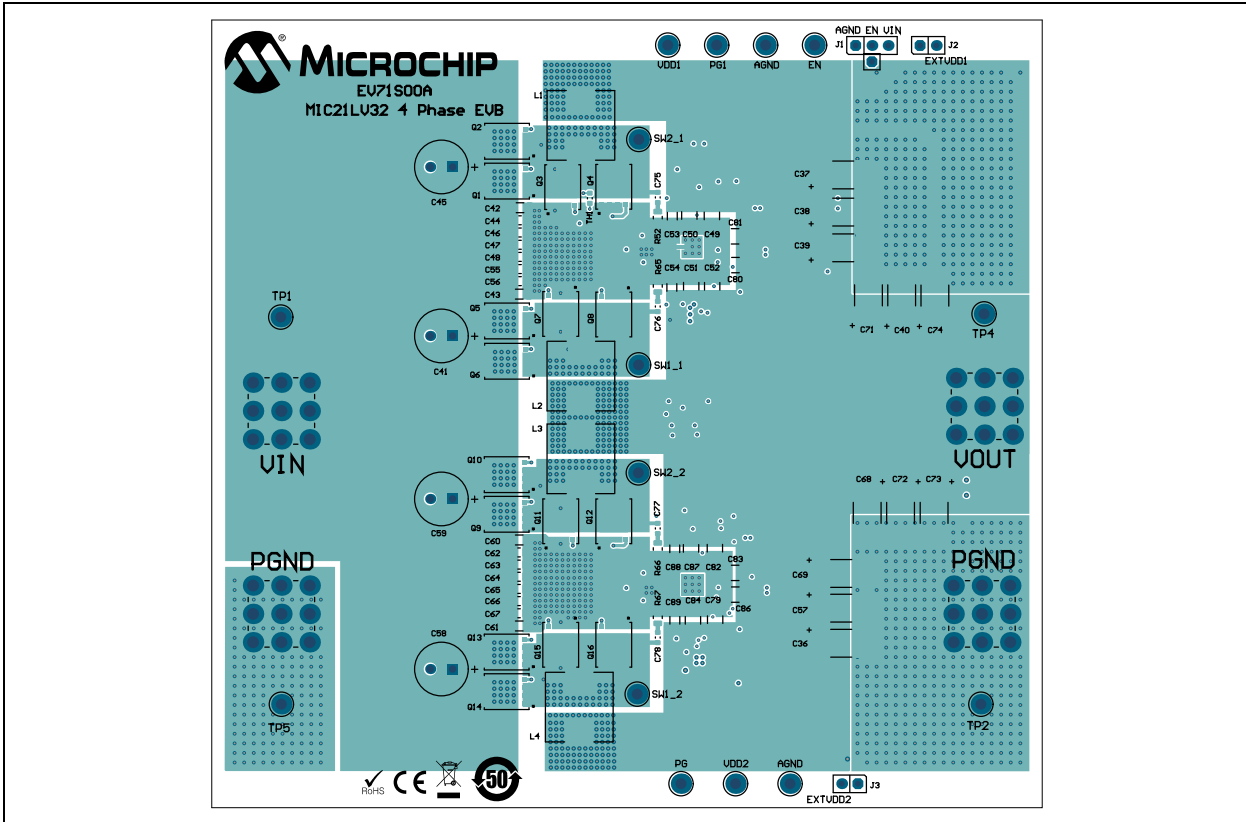 MICROCHIP ®
EV71S00A
MIC21LV32 4 Phase EVB
VDD1
PG1
AGND
EN
AGND EN VIN
J1
J2
EXTVDD1
L1
Q2
SW2_1
C45
Q1
Q3
Q4
TH1
C75
C42
C44
C46
C47
C48
C55
C56
C43
R52
C53 C50 C49
C81
R65
C54 C51 C52
C80
C37
C38
C39
C71 C40 C74
TP1
TP4
Q5
Q7
Q8
C76
C41
Q6
SW1_1
L2
L3
VIN
VOUT
Q10
SW2_2
C59
Q9
Q11
Q12
C77
C68 C72 C73
C60
C62
C63
C64
C65
C66
C67
C61
R66
C88 C87 C82
C83
R67
C89 C84 C79
C86
C69
C57
C36
PGND
PGND
C58
Q13
Q15
Q16
C78
Q14
SW1_2
L4
TP5
TP2
RoHS
CE
50
PG
VDD2
AGND
J3
EXTVDD2